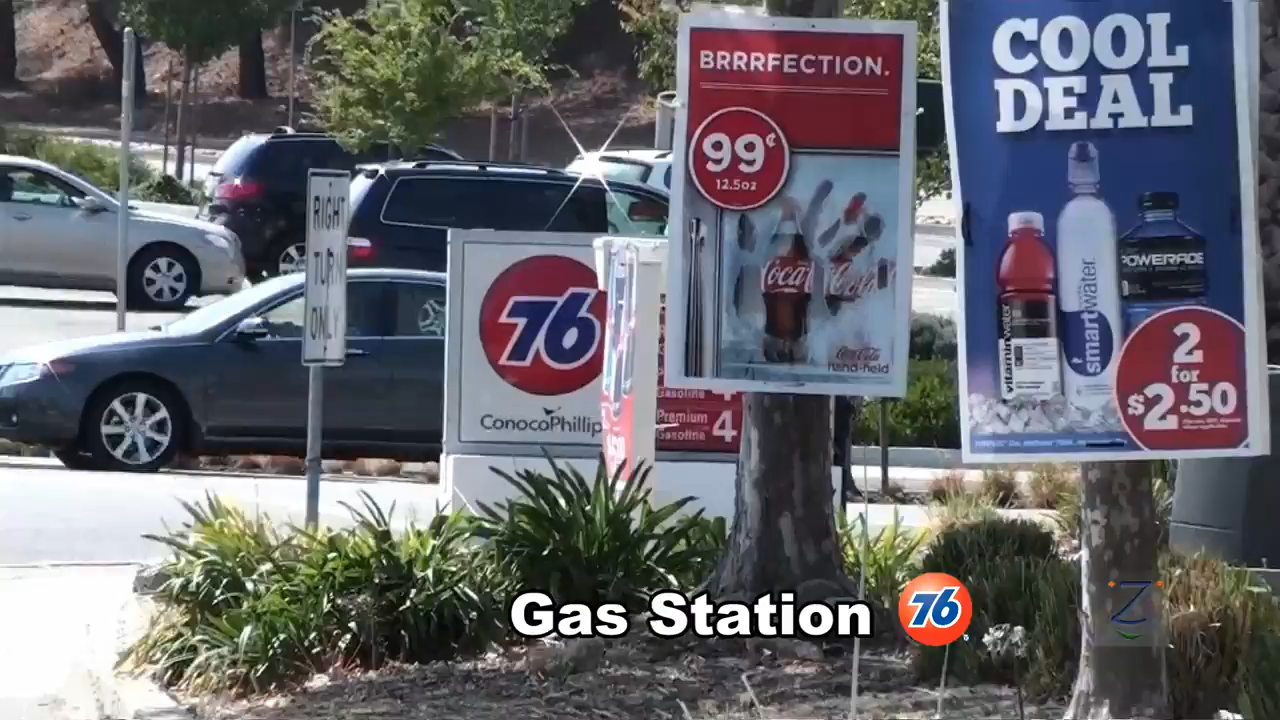 BRRRFECTION.
99¢
12.5oz
Coca
Coca-Cola
hand-held
COOL
DEAL
vitaminwater
smartwater
POWERADE
2
for
$2.50
RIGHT
TURN
ONLY
76
ConocoPhillip
Gasoline
Premium
Gasoline
4
Gas Station 76
Z